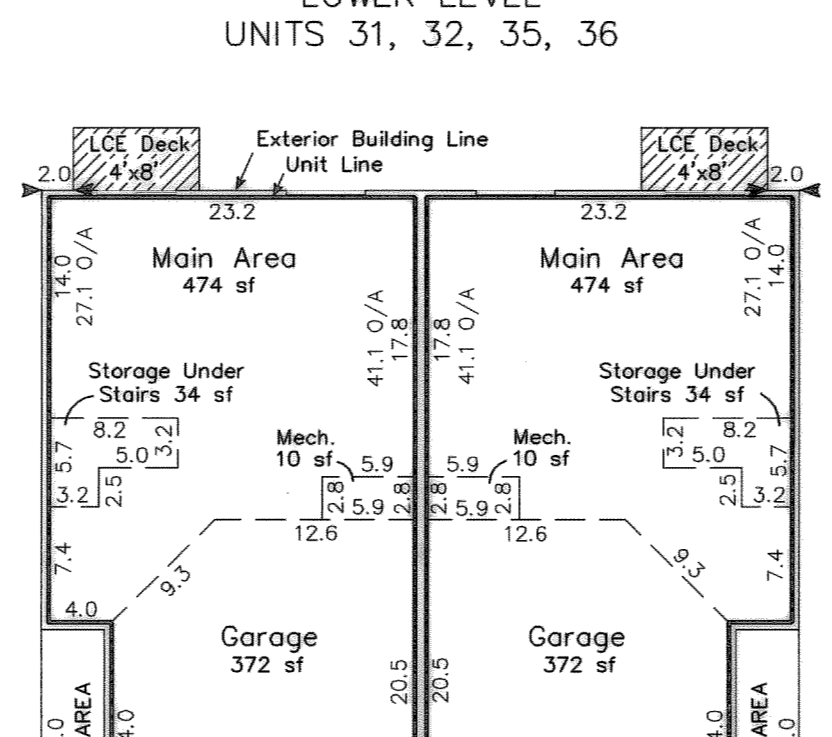 LOWER LEVEL
UNITS 31, 32, 35, 36
LCE Deck
4'x8'
2.0
Exterior Building Line
Unit Line
LCE Deck
4'x8'
2.0
23.2
23.2
14.0
27.1 O/A
Main Area
474 sf
41.1 O/A
17.8
17.8
41.1 O/A
Main Area
474 sf
27.1 O/A
14.0
Storage Under
Stairs 34 sf
8.2
3.2
5.7
5.0
2.5
3.2
Mech.
10 sf
5.9
2.8
2.8
5.9
12.6
5.9
Mech.
10 sf
2.8
2.8
5.9
12.6
Storage Under
Stairs 34 sf
8.2
3.2
5.0
5.7
2.5
3.2
7.4
9.3
4.0
9.3
7.4
Garage
372 sf
20.5
20.5
Garage
372 sf
AREA
AREA